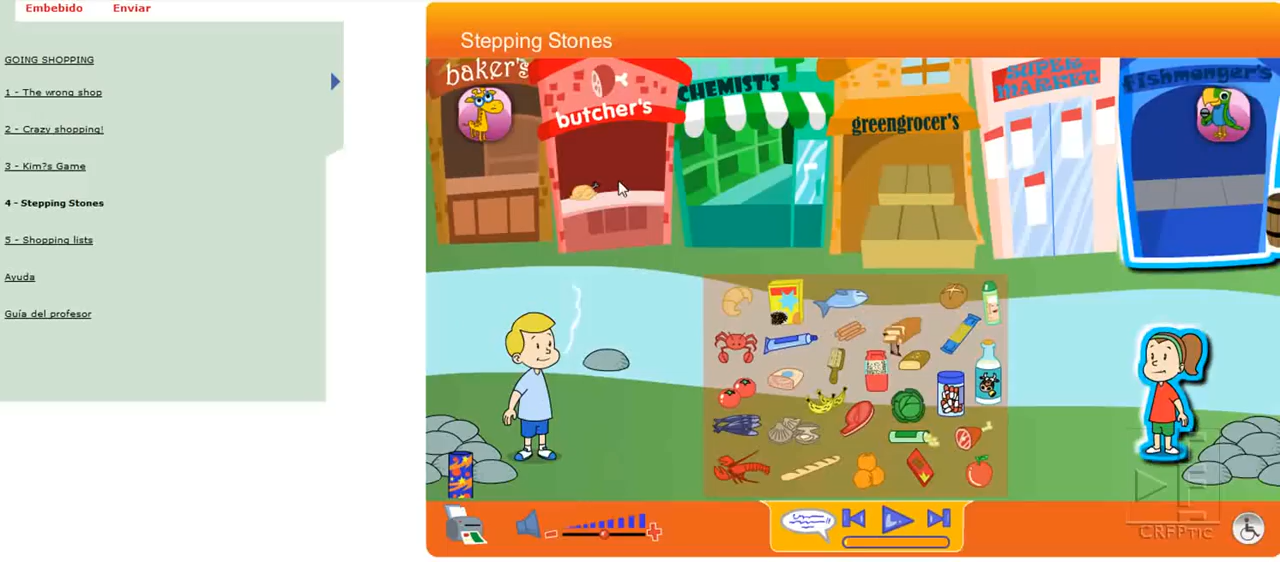 Embebido Enviar
GOING SHOPPING
1 - The wrong shop
2 - Crazy shopping!
3 - Kim?s Game
4 - Stepping Stones
5 - Shopping lists
Ayuda
Guía del profesor
Stepping Stones
baker's
butcher's
CHEMIST'S
greengrocer's
SUPER
MARKET
fishmonger's
CRFPTIC